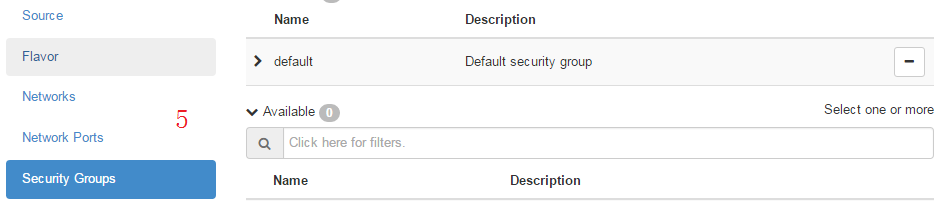 Source
Flavor
Networks
Network Ports
Security Groups
5
Name Description
default Default security group
Available 0 Select one or more
Click here for filters.
Name Description